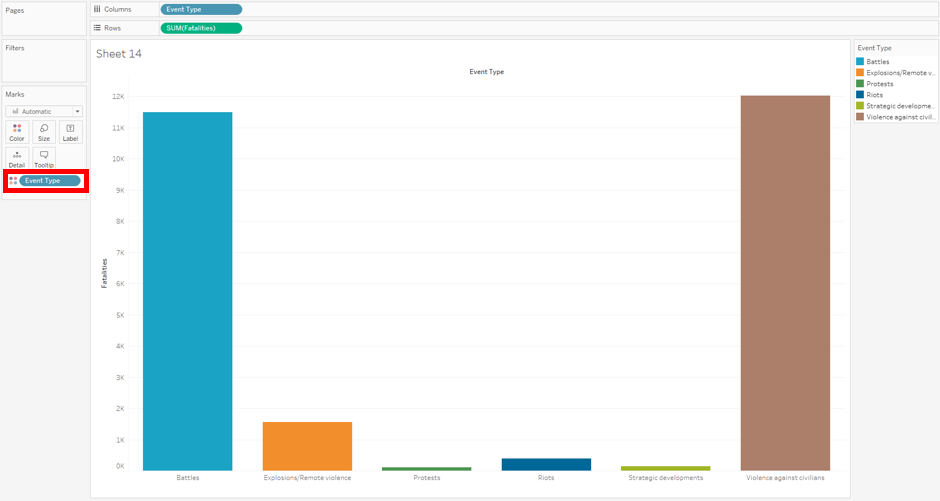 Pages
Columns
Event Type
Rows
SUM(Fatalities)
Filters
Marks
Automatic
Color
Size
Label
Detail
Tooltip
Event Type
Sheet 14
Event Type
Fatalities
12K
11K
10K
9K
8K
7K
6K
5K
4K
3K
2K
1K
0K
Battles
Explosions/Remote violence
Protests
Riots
Strategic developments
Violence against civilians
Event Type
Battles
Explosions/Remote v...
Protests
Riots
Strategic developme...
Violence against civili...